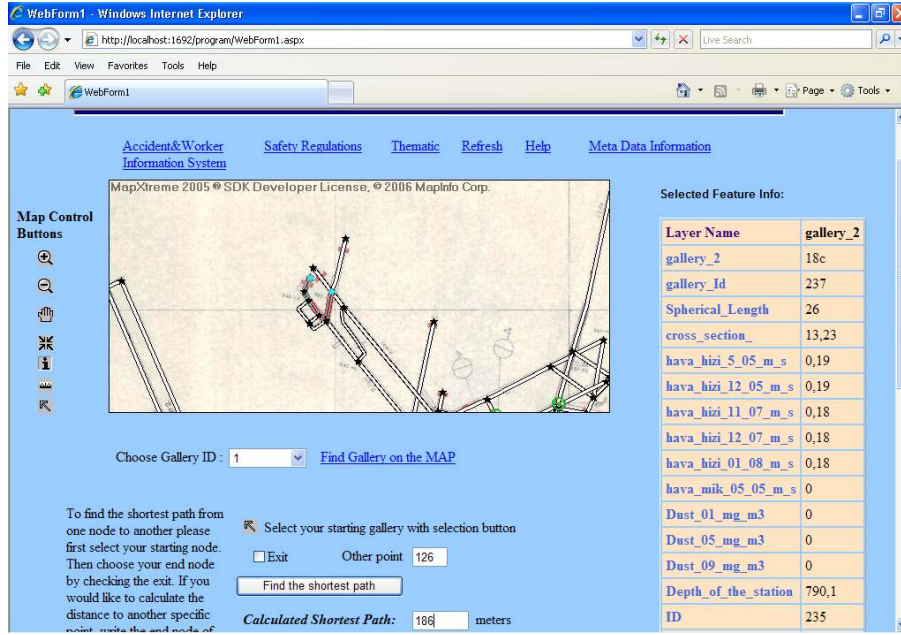 WebForm1 - Windows Internet Explorer
http://localhost:1692/program/WebForm1.aspx
Live Search
File Edit View Favorites Tools Help
WebForm1
Page Tools
Accident&Worker Information System
Safety Regulations
Thematic
Refresh
Help
Meta Data Information
MapXtreme 2005 ® SDK Developer License, © 2006 MapInfo Corp.
Map Control
Buttons
Choose Gallery ID : 1
Find Gallery on the MAP
To find the shortest path from
one node to another please
first select your starting node.
Then choose your end node
by checking the exit. If you
would like to calculate the
distance to another specific
point, write the end node of
Select your starting gallery with selection button
Exit Other point 126
Find the shortest path
Calculated Shortest Path: 186 meters
Selected Feature Info:
Layer Name gallery_2
gallery_2 18c
gallery_Id 237
Spherical_Length 26
cross_section_ 13,23
hava_hizi_5_05_m_s 0,19
hava_hizi_12_05_m_s 0,19
hava_hizi_11_07_m_s 0,18
hava_hizi_12_07_m_s 0,18
hava_hizi_01_08_m_s 0,18
hava_mik_05_05_m_s 0
Dust_01_mg_m3 0
Dust_05_mg_m3 0
Dust_09_mg_m3 0
Depth_of_the_station 790,1
ID 235